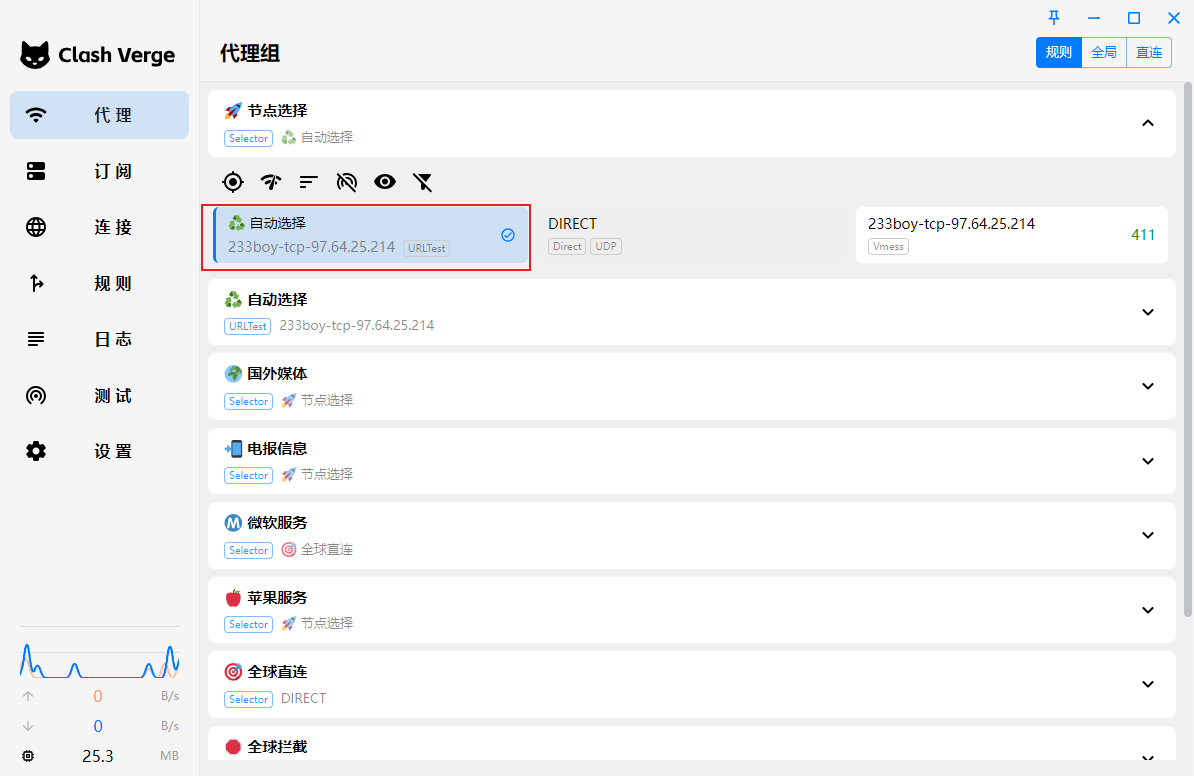 Clash Verge
代 理
订 阅
连 接
规 则
日 志
测 试
设 置
0 B/s
0 B/s
25.3 MB
代理组
规则 全局 直连
节点选择
Selector 自动选择
自动选择
233boy-tcp-97.64.25.214 URLTest
DIRECT
Direct UDP
233boy-tcp-97.64.25.214
Vmess
411
自动选择
URLTest 233boy-tcp-97.64.25.214
国外媒体
Selector 节点选择
电报信息
Selector 节点选择
微软服务
Selector 全球直连
苹果服务
Selector 节点选择
全球直连
Selector DIRECT
全球拦截